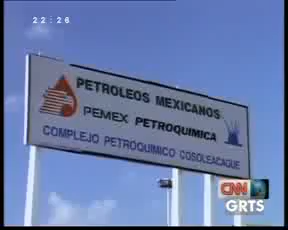 22:26
PETROLEOS MEXICANOS
PEMEX PETROQUIMICA
COMPLEJO PETROQUIMICO COSOLEACAQUE
CNN
GRTS